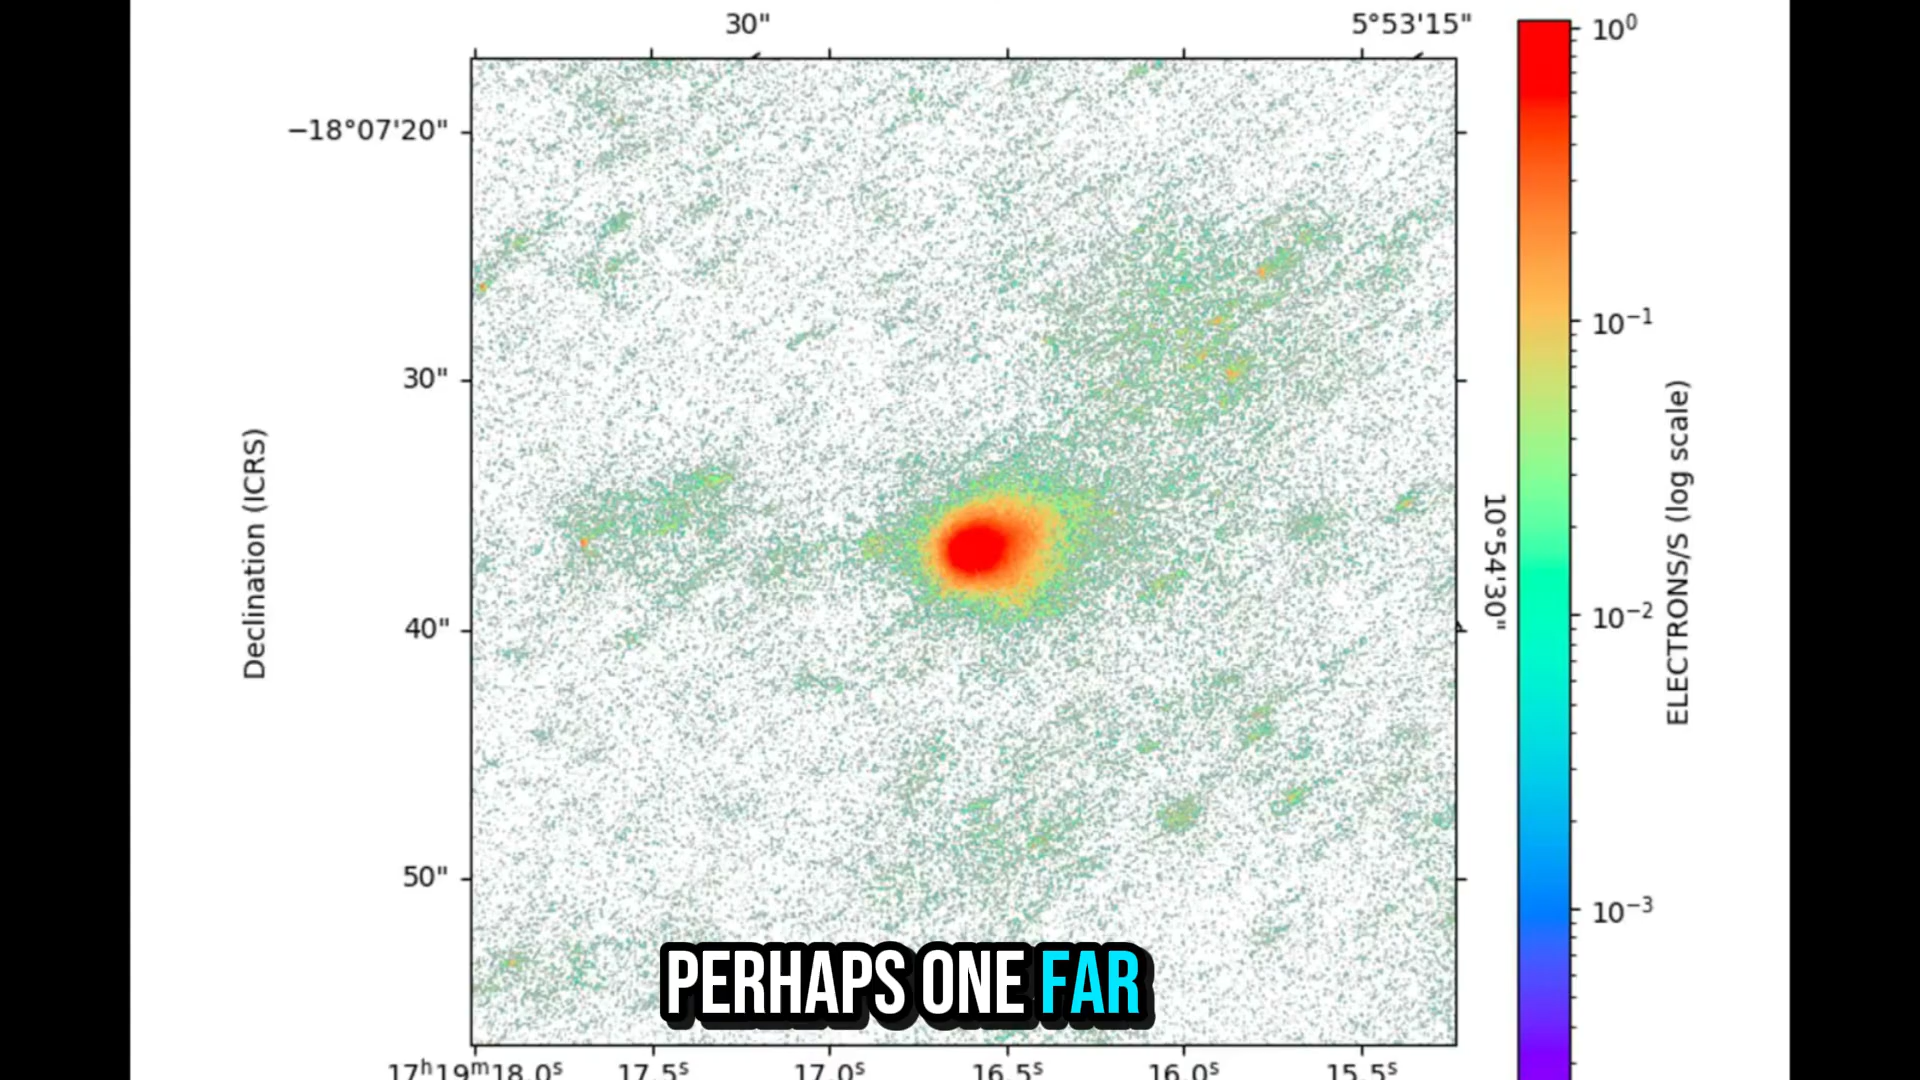 30"
5°53'15"
10⁰
−18°07'20"
10⁻¹
30"
Declination (ICRS)
10°54'30"
ELECTRONS/S (log scale)
10⁻²
40"
50"
10⁻³
PERHAPS ONE FAR
17ʰ19ᵐ18.0ˢ 17.5ˢ 17.0ˢ 16.5ˢ 16.0ˢ 15.5ˢ